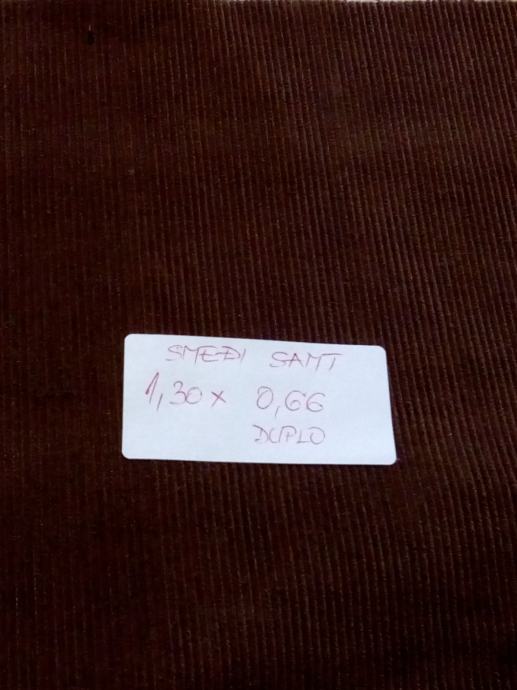 SMEĐI SAMT
1,30 x 0,66
DUPLO